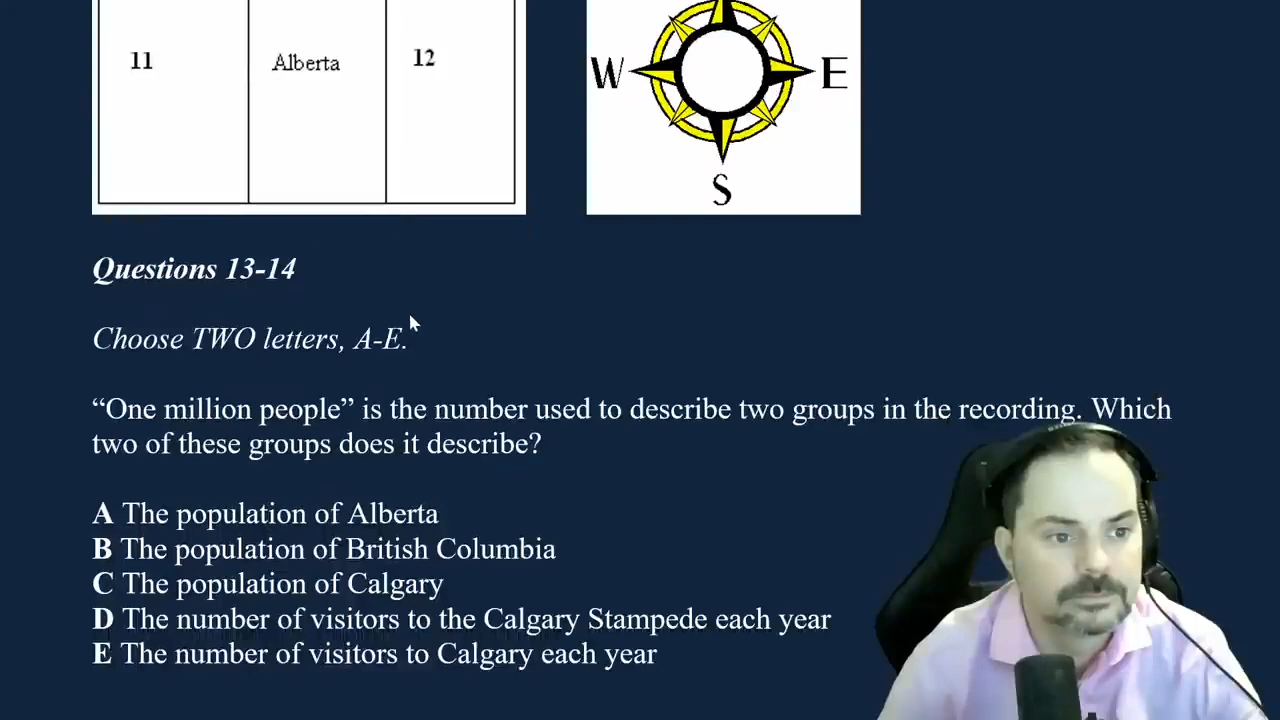 11 Alberta 12
W E
S
Questions 13-14
Choose TWO letters, A-E.
“One million people” is the number used to describe two groups in the recording. Which
two of these groups does it describe?
A The population of Alberta
B The population of British Columbia
C The population of Calgary
D The number of visitors to the Calgary Stampede each year
E The number of visitors to Calgary each year